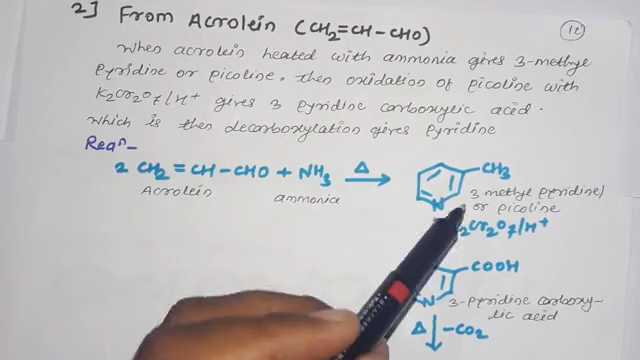 2] From Acrolein (CH₂=CH-CHO)
12
When acrolein heated with ammonia gives 3-methyl
pyridine or picoline. then oxidation of picoline with
K₂Cr₂O₇/H⁺ gives 3 pyridine carboxylic acid.
which is then decarboxylation gives pyridine
Reaⁿ-
2 CH₂=CH-CHO + NH₃ Δ
Acrolein
ammonia
CH₃
N
3 methyl pyridine/
or picoline
₂Cr₂O₇/H⁺
COOH
N
3-pyridine carboxy-
lic acid
Δ -CO₂